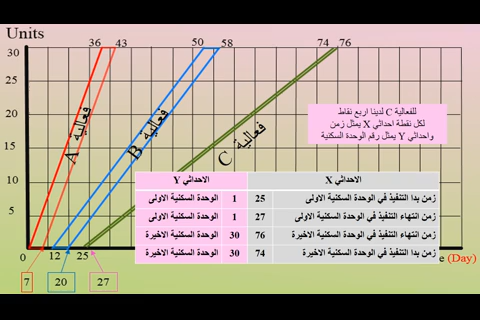 Units
36 43 50 58 74 76
30
25
20
15
10
5
فعالية A
فعالية B
فعالية C
للفعالية C لدينا اربع نقاط
لكل نقطة احداثي X يمثل زمن
واحداثي Y يمثل رقم الوحدة السكنية
الاحداثي X الاحداثي Y
زمن بدا التنفيذ في الوحدة السكنية الاولى 25 1 الوحدة السكنية الاولى
زمن انتهاء التنفيذ في الوحدة السكنية الاولى 27 1 الوحدة السكنية الاولى
زمن انتهاء التنفيذ في الوحدة السكنية الاخيرة 76 30 الوحدة السكنية الاخيرة
زمن بدا التنفيذ في الوحدة السكنية الاخيرة 74 30 الوحدة السكنية الاخيرة
0 12 25 (Day)
7 20 27